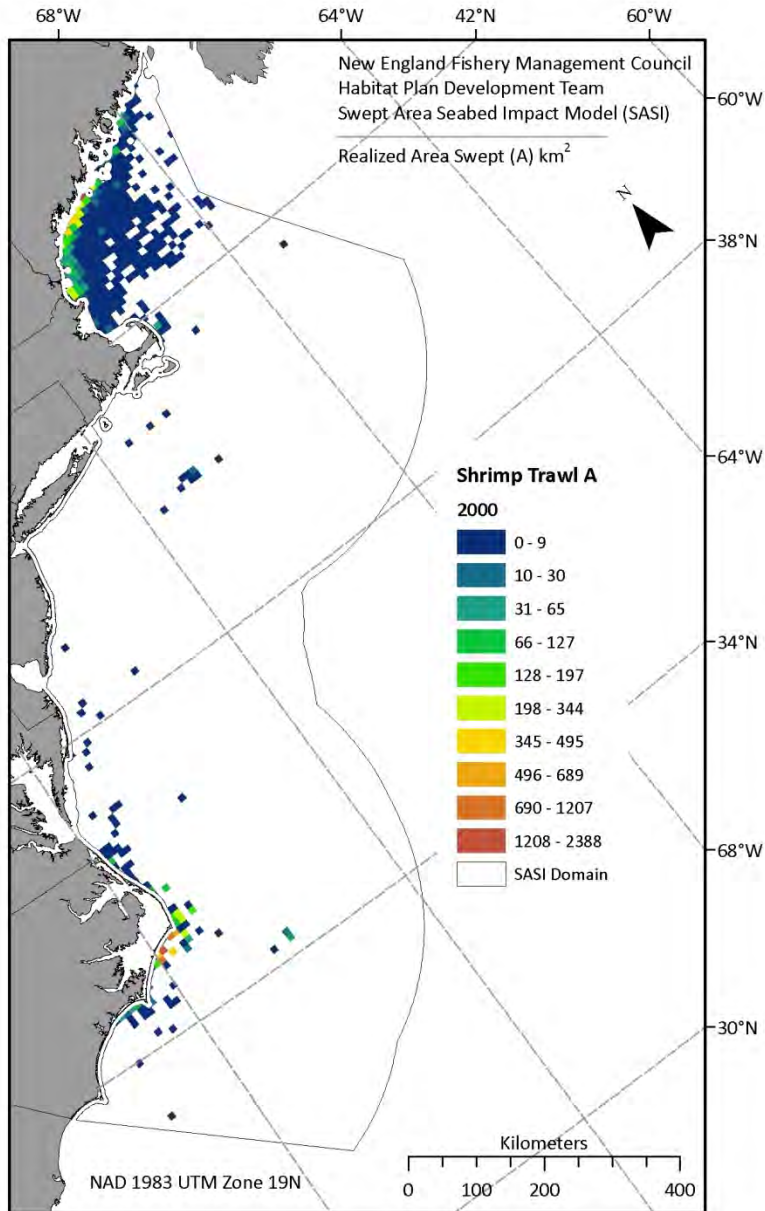 68°W 64°W 42°N 60°W
New England Fishery Management Council
Habitat Plan Development Team
Swept Area Seabed Impact Model (SASI)
Realized Area Swept (A) km²
60°W
N
38°N
64°W
Shrimp Trawl A
2000
0 - 9
10 - 30
31 - 65
66 - 127
34°N
128 - 197
198 - 344
345 - 495
496 - 689
690 - 1207
1208 - 2388
68°W
SASI Domain
30°N
Kilometers
NAD 1983 UTM Zone 19N
0 100 200 400